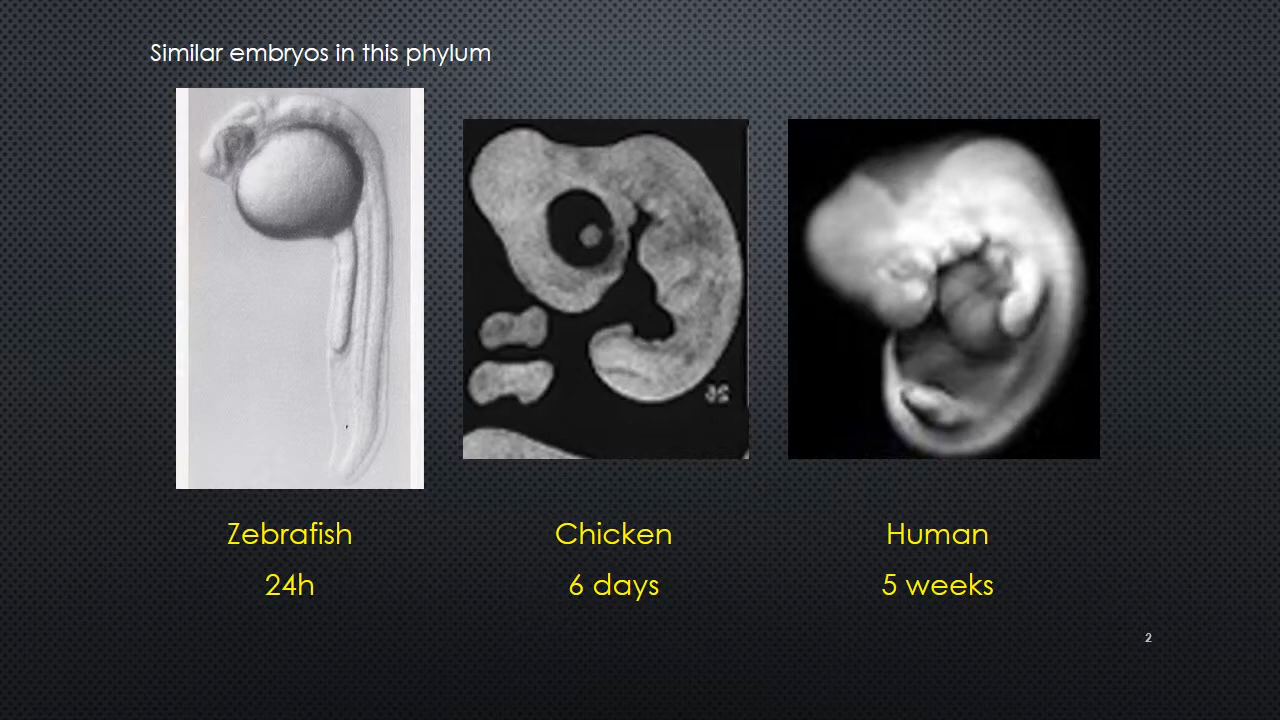 Similar embryos in this phylum
Zebrafish
24h
Chicken
6 days
Human
5 weeks
2